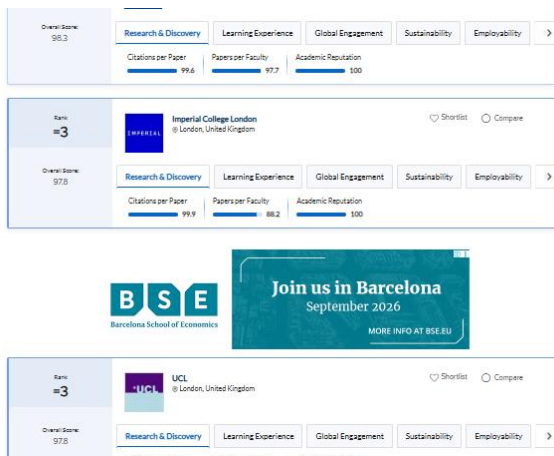 Overall Score:
98.3
Research & Discovery
Learning Experience
Global Engagement
Sustainability
Employability
Citations per Paper
99.6
Papers per Faculty
97.7
Academic Reputation
100
Rank
=3
IMPERIAL
Imperial College London
London, United Kingdom
Shortlist
Compare
Overall Score:
97.8
Research & Discovery
Learning Experience
Global Engagement
Sustainability
Employability
Citations per Paper
99.9
Papers per Faculty
88.2
Academic Reputation
100
BSE
Barcelona School of Economics
Join us in Barcelona
September 2026
MORE INFO AT BSE.EU
Rank
=3
UCL
UCL
London, United Kingdom
Shortlist
Compare
Overall Score:
97.8
Research & Discovery
Learning Experience
Global Engagement
Sustainability
Employability